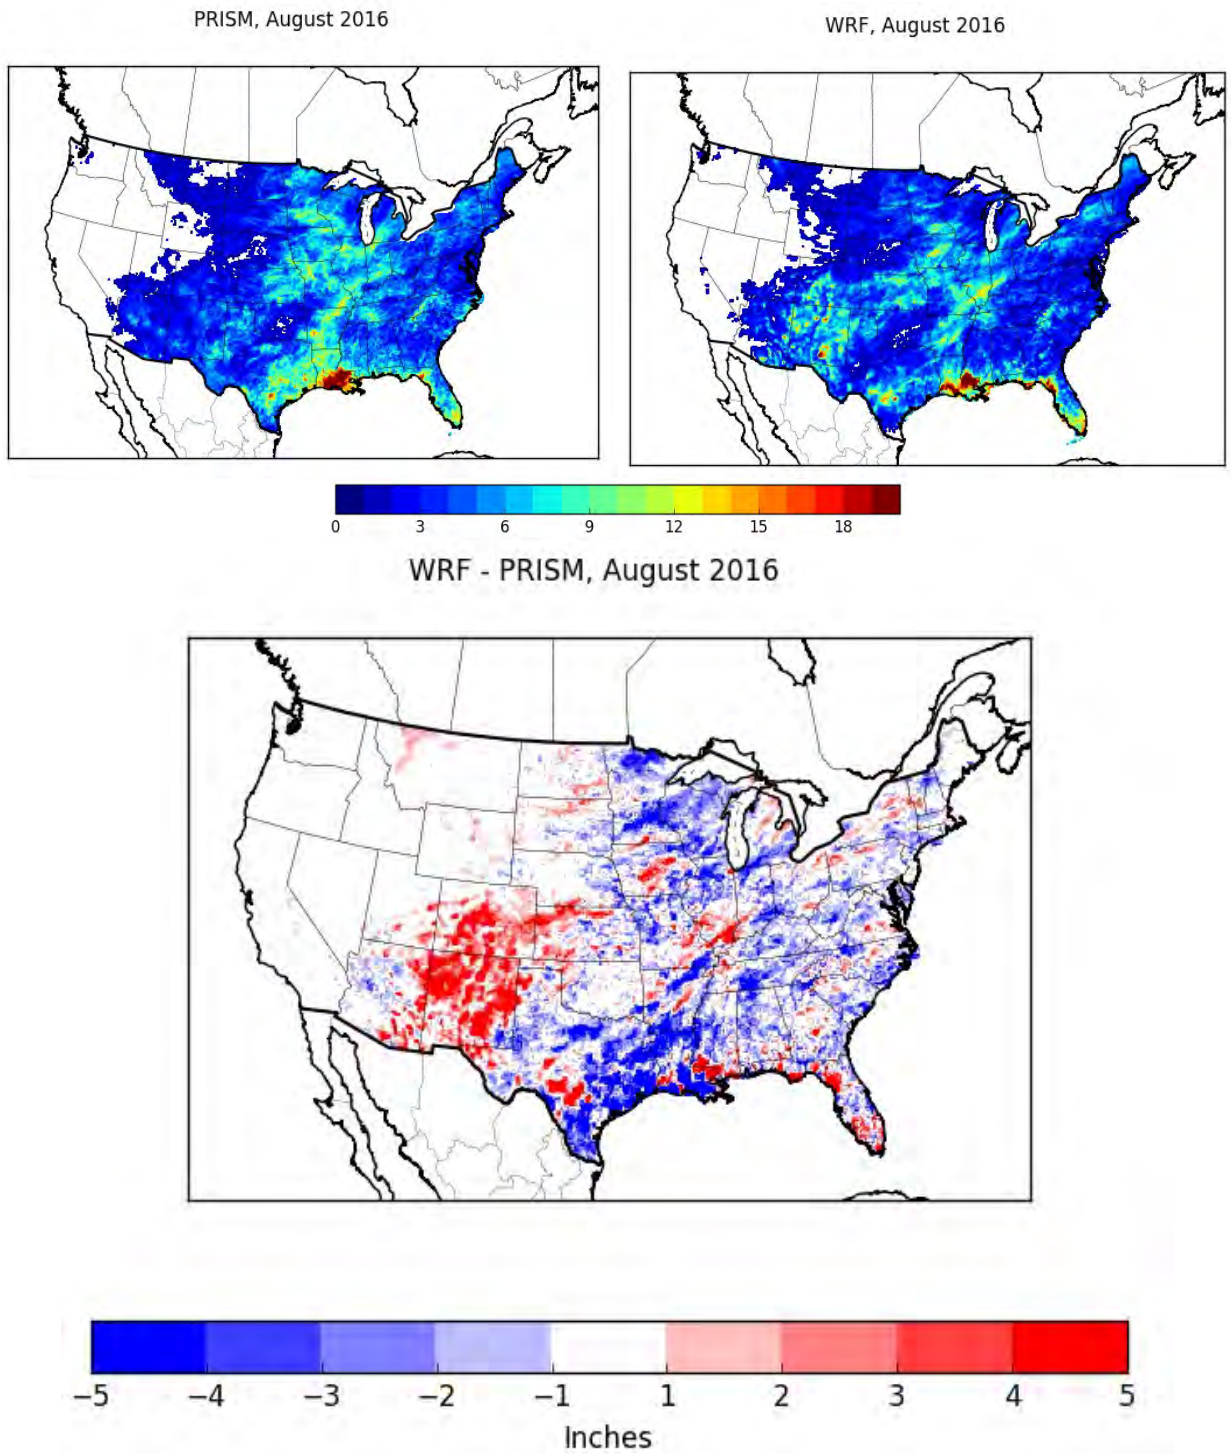 PRISM, August 2016
WRF, August 2016
0 3 6 9 12 15 18
WRF - PRISM, August 2016
−5 −4 −3 −2 −1 1 2 3 4 5
Inches